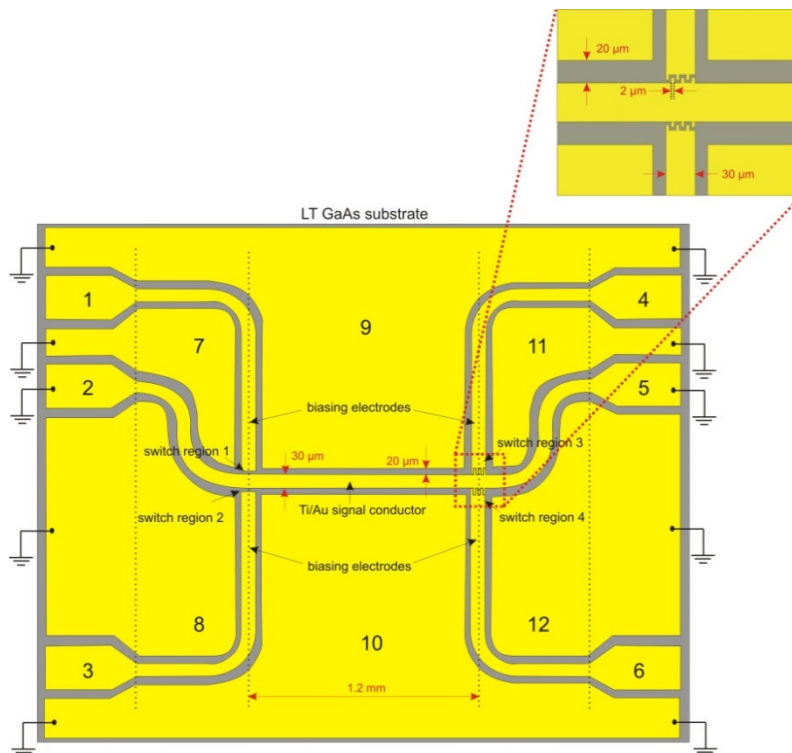 20 µm
2 µm
30 µm
LT GaAs substrate
1
4
7
9
11
2
5
biasing electrodes
switch region 1
30 µm
20 µm
switch region 3
switch region 2
Ti/Au signal conductor
switch region 4
biasing electrodes
8
10
12
3
6
1.2 mm